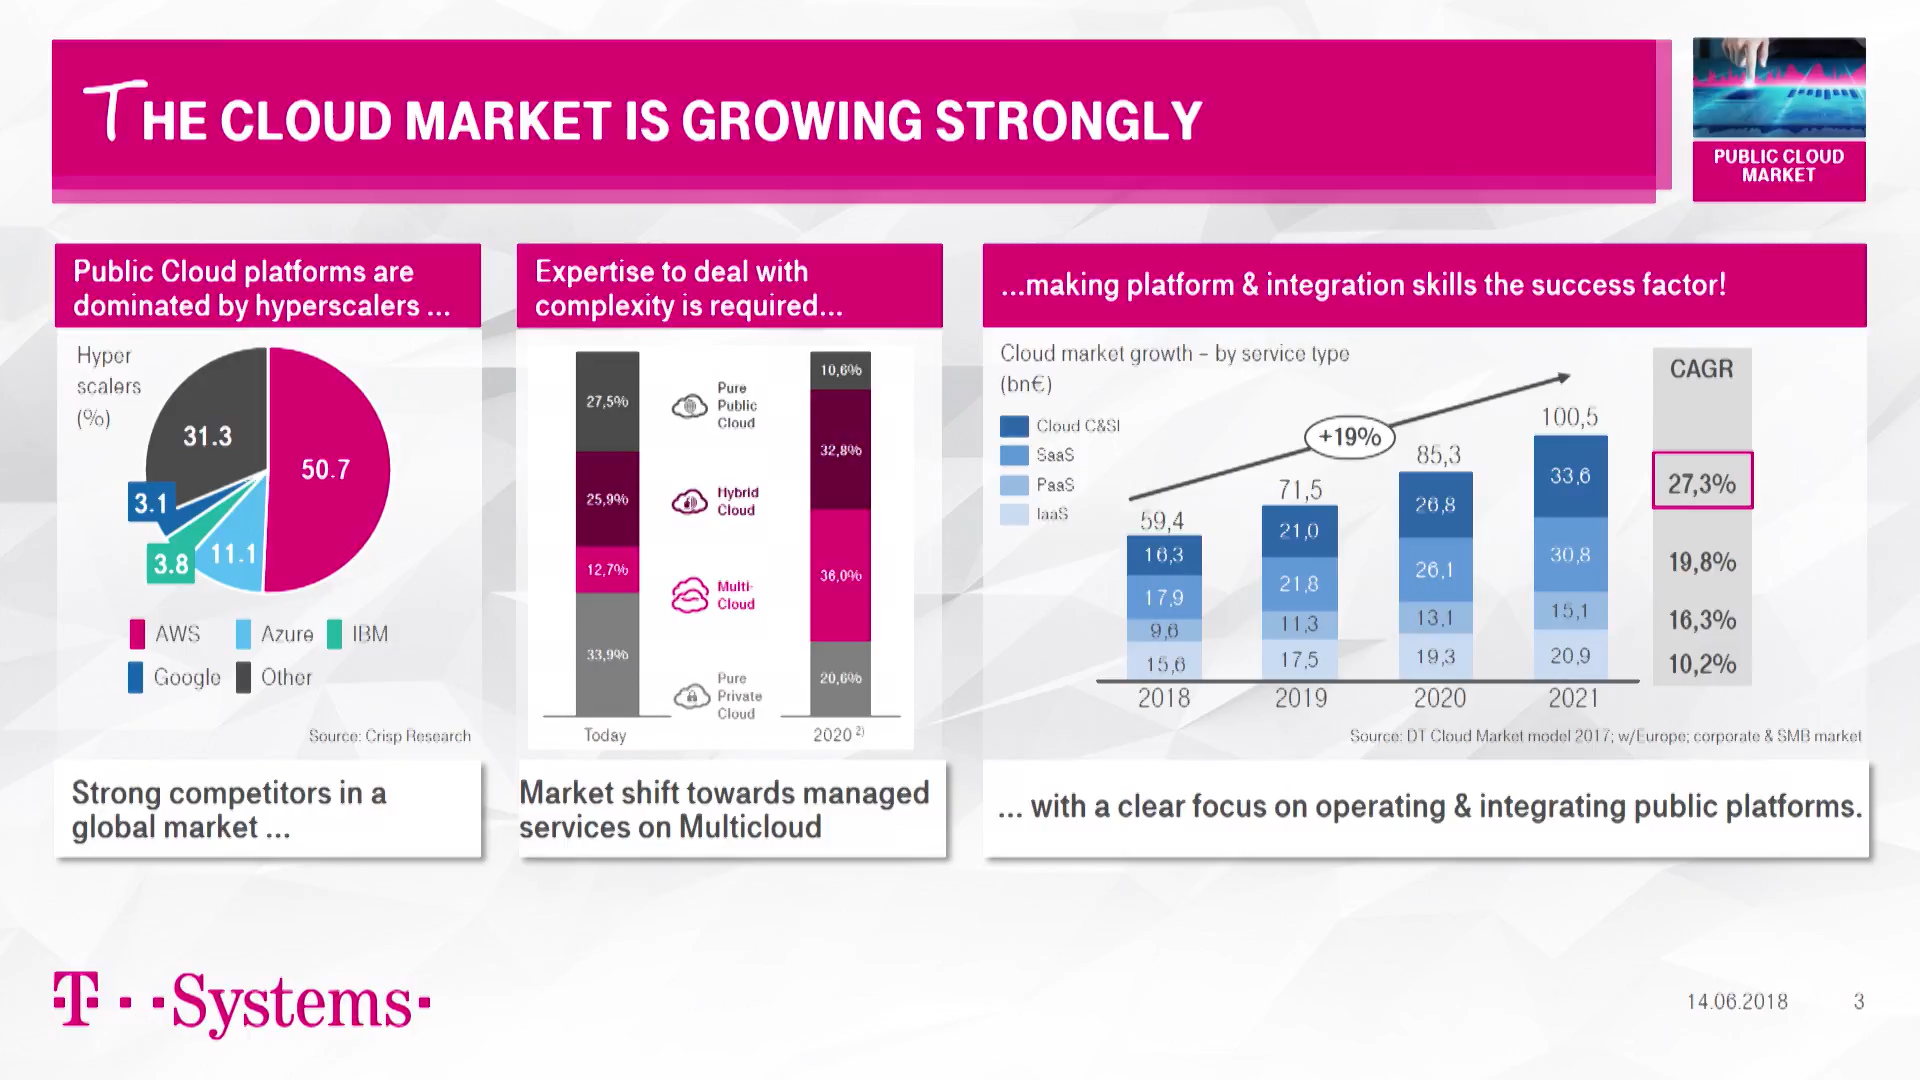 THE CLOUD MARKET IS GROWING STRONGLY
PUBLIC CLOUD
MARKET
Public Cloud platforms are
dominated by hyperscalers ...
Hyper
scalers
(%)
31.3
50.7
3.1
3.8
11.1
AWS
Azure
IBM
Google
Other
Source: Crisp Research
Strong competitors in a
global market ...
Expertise to deal with
complexity is required...
27,5%
25,9%
12,7%
33,9%
Today
Pure
Public
Cloud
Hybrid
Cloud
Multi-
Cloud
Pure
Private
Cloud
10,6%
32,8%
36,0%
20,6%
2020 2)
Market shift towards managed
services on Multicloud
...making platform & integration skills the success factor!
Cloud market growth – by service type
(bn€)
Cloud C&SI
SaaS
PaaS
IaaS
+19%
59,4
16,3
17,9
9,6
15,6
2018
71,5
21,0
21,8
11,3
17,5
2019
85,3
26,8
26,1
13,1
19,3
2020
100,5
33,6
30,8
15,1
20,9
2021
CAGR
27,3%
19,8%
16,3%
10,2%
Source: DT Cloud Market model 2017; w/Europe; corporate & SMB market
... with a clear focus on operating & integrating public platforms.
T··Systems·
14.06.2018
3